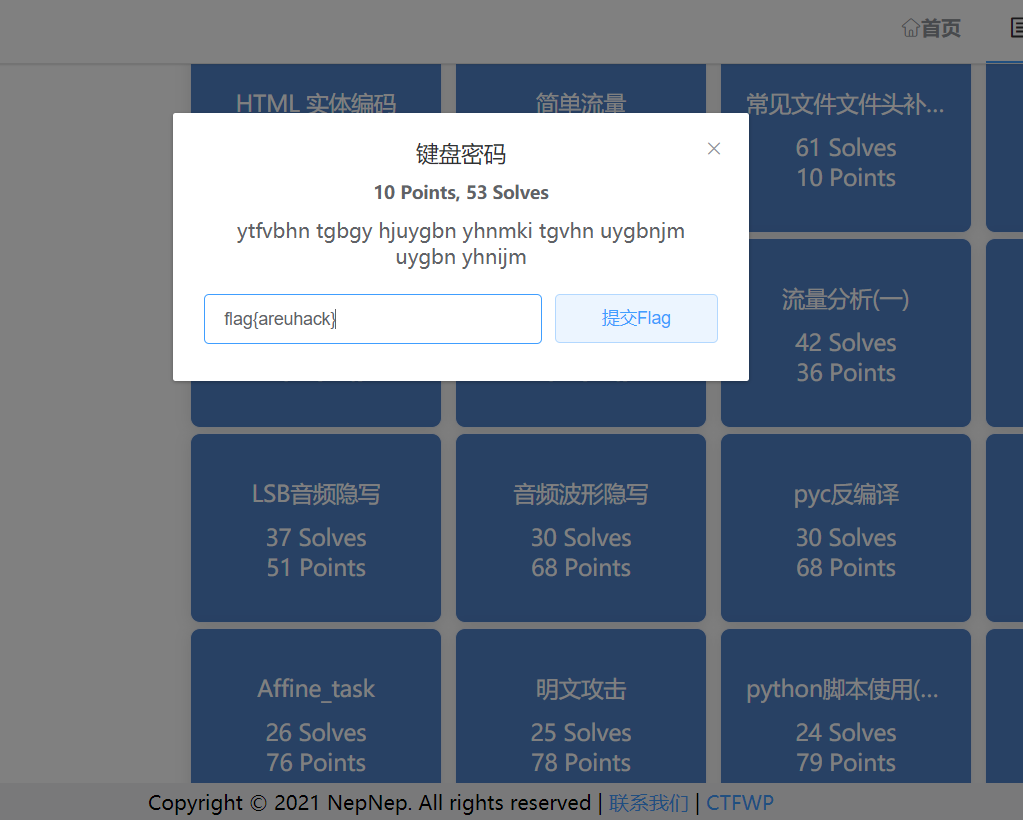 首页
HTML 实体编码
简单流量
常见文件文件头补...
61 Solves
10 Points
键盘密码
10 Points, 53 Solves
ytfvbhn tgbgy hjuygbn yhnmki tgvhn uygbnjm
uygbn yhnijm
flag{areuhack}
提交Flag
流量分析(一)
42 Solves
36 Points
LSB音频隐写
37 Solves
51 Points
音频波形隐写
30 Solves
68 Points
pyc反编译
30 Solves
68 Points
Affine_task
26 Solves
76 Points
明文攻击
25 Solves
78 Points
python脚本使用(...
24 Solves
79 Points
Copyright © 2021 NepNep. All rights reserved | 联系我们 | CTFWP